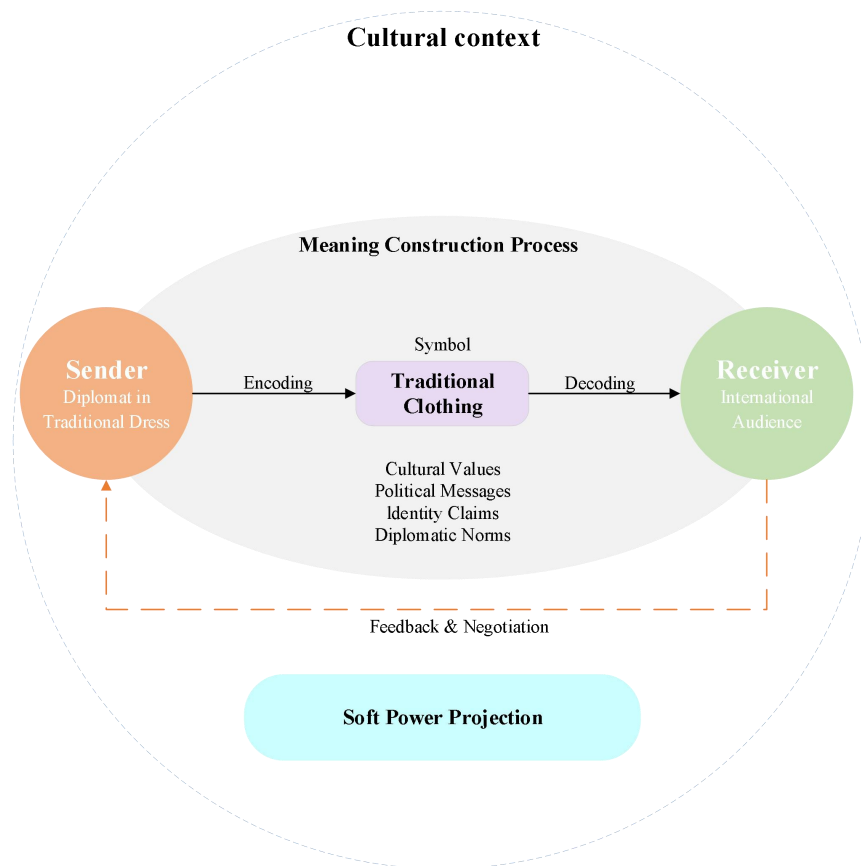 Cultural context
Meaning Construction Process
Symbol
Sender
Diplomat in
Traditional Dress
Encoding
Traditional
Clothing
Decoding
Receiver
International
Audience
Cultural Values
Political Messages
Identity Claims
Diplomatic Norms
Feedback & Negotiation
Soft Power Projection